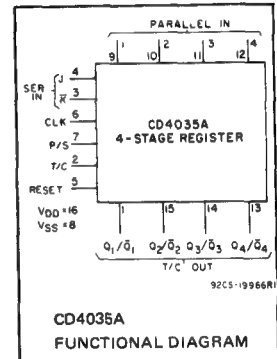 PARALLEL IN
1 2 3 4
9 10 11 12
SER IN
J 4
K̅ 3
CLK 6
P/S 7
T/C 2
RESET 5
CD4035A
4-STAGE REGISTER
VDD = 16
VSS = 8
1 15 14 13
Q1/Q̅1 Q2/Q̅2 Q3/Q̅3 Q4/Q̅4
T/C OUT
92CS-19966R1
CD4035A
FUNCTIONAL DIAGRAM